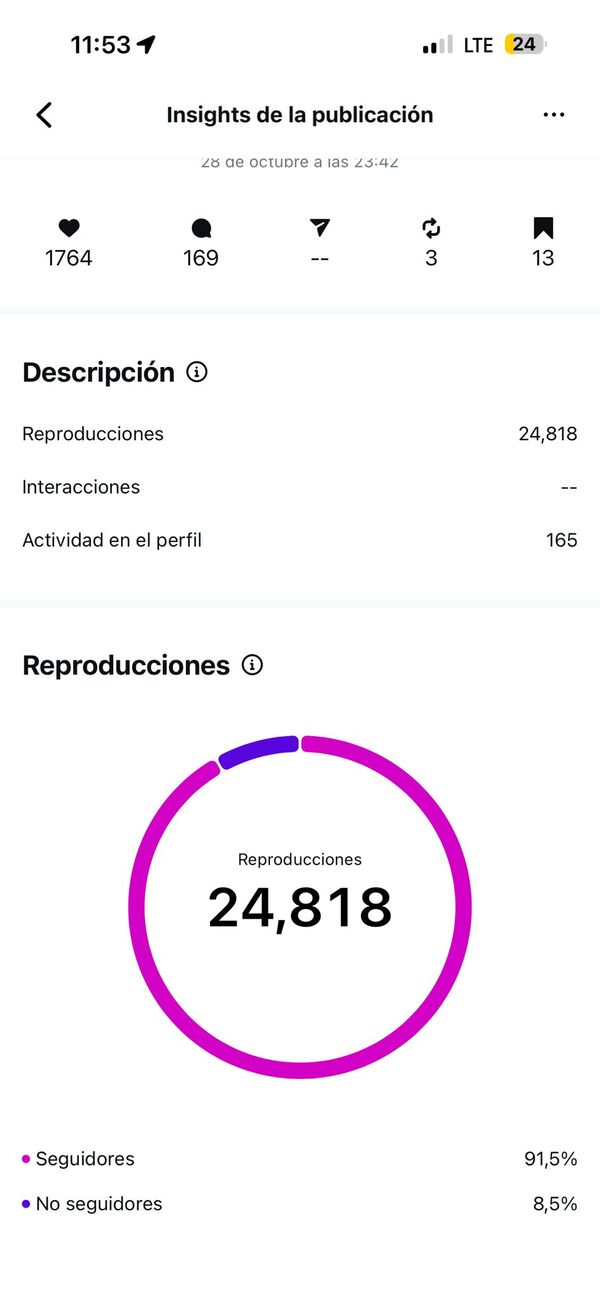 11:53 LTE 24
Insights de la publicación
28 de octubre a las 23:42
1764 169 -- 3 13
Descripción
Reproducciones 24,818
Interacciones --
Actividad en el perfil 165
Reproducciones
Reproducciones
24,818
Seguidores 91,5%
No seguidores 8,5%